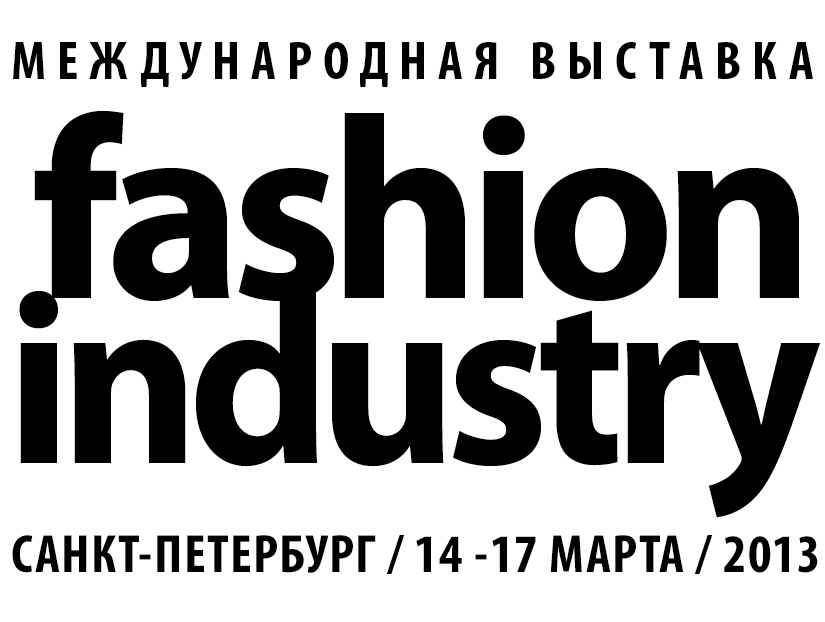 МЕЖДУНАРОДНАЯ ВЫСТАВКА
fashion
industry
САНКТ-ПЕТЕРБУРГ / 14 -17 МАРТА / 2013